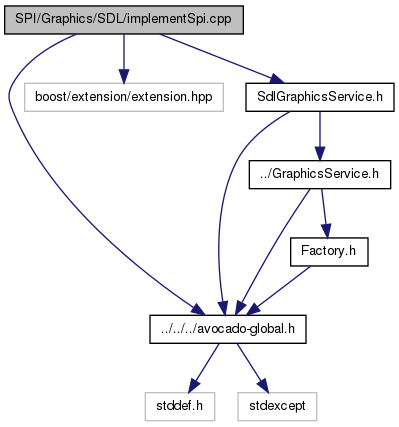 SPI/Graphics/SDL/implementSpi.cpp
boost/extension/extension.hpp
SdlGraphicsService.h
../GraphicsService.h
Factory.h
../../../avocado-global.h
stddef.h
stdexcept